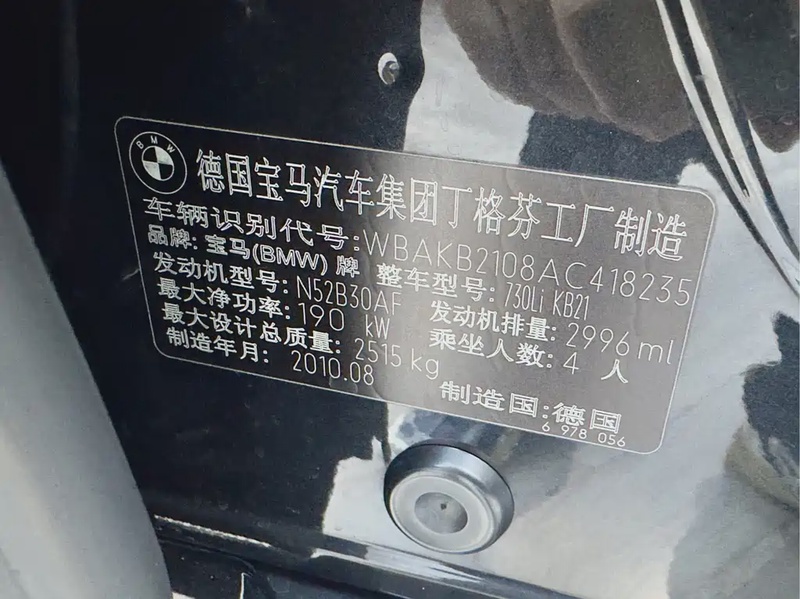 BMW
德国宝马汽车集团丁格芬工厂制造
车辆识别代号:WBAKB2108AC418235
品牌: 宝马(BMW) 牌 整车型号: 730Li KB21
发动机型号: N52B30AF 发动机排量: 2996 ml
最大净功率: 190 kW 乘坐人数: 4 人
最大设计总质量: 2515 kg
制造年月: 2010.08 制造国: 德国
6 978 056